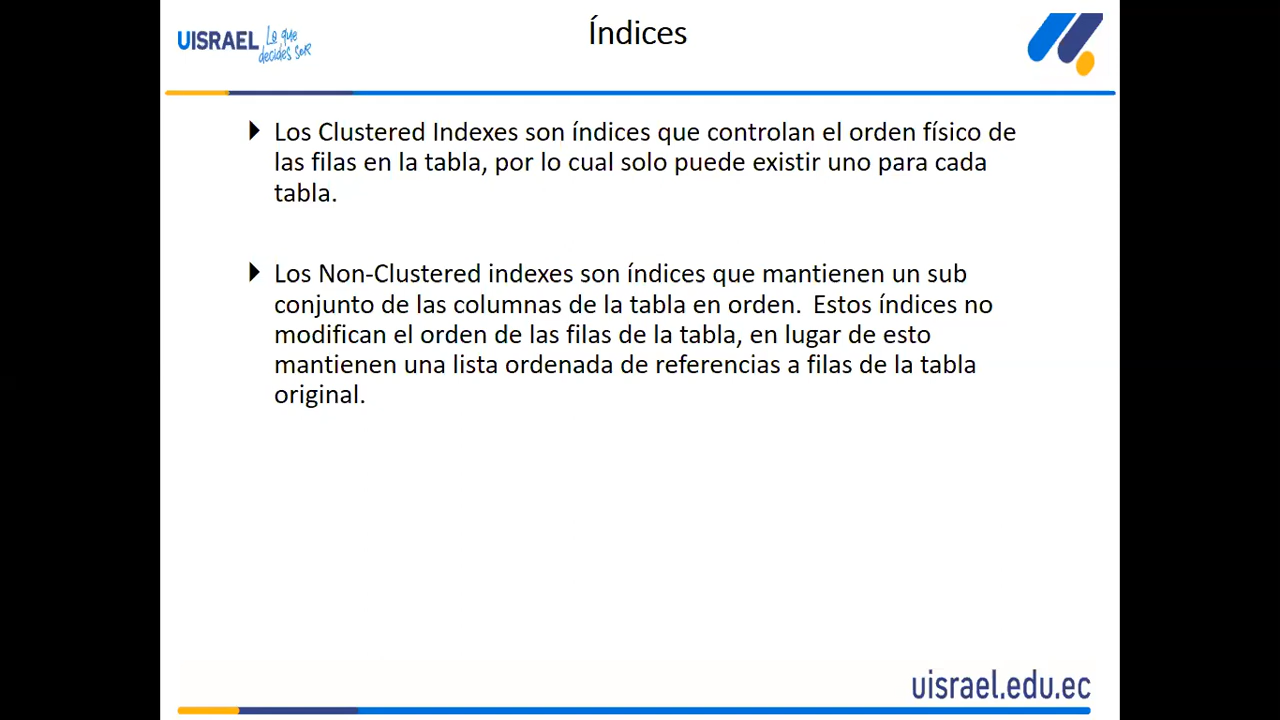 UISRAEL Lo que decides ser
Índices
Los Clustered Indexes son índices que controlan el orden físico de
las filas en la tabla, por lo cual solo puede existir uno para cada
tabla.
Los Non-Clustered indexes son índices que mantienen un sub
conjunto de las columnas de la tabla en orden.  Estos índices no
modifican el orden de las filas de la tabla, en lugar de esto
mantienen una lista ordenada de referencias a filas de la tabla
original.
uisrael.edu.ec